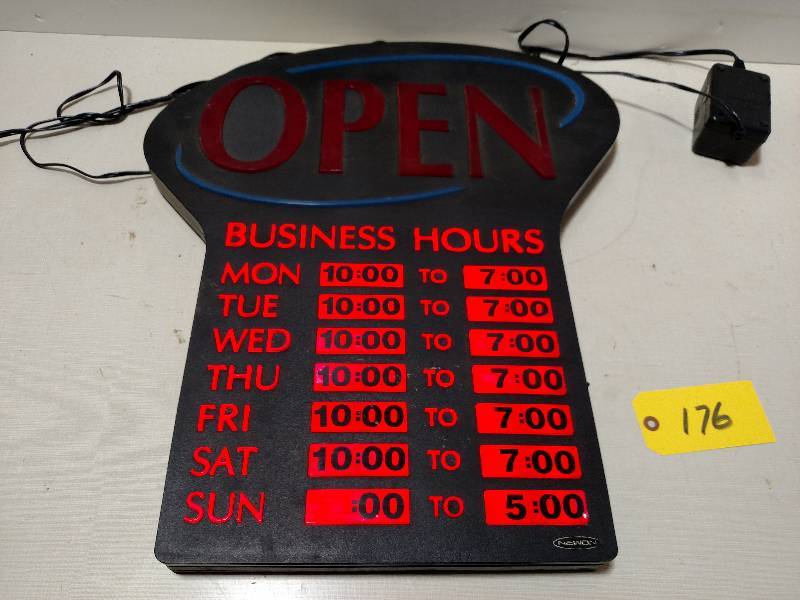 OPEN
BUSINESS HOURS
MON 10:00 TO 7:00
TUE 10:00 TO 7:00
WED 10:00 TO 7:00
THU 10:00 TO 7:00
FRI 10:00 TO 7:00
SAT 10:00 TO 7:00
SUN :00 TO 5:00
NEWON
176